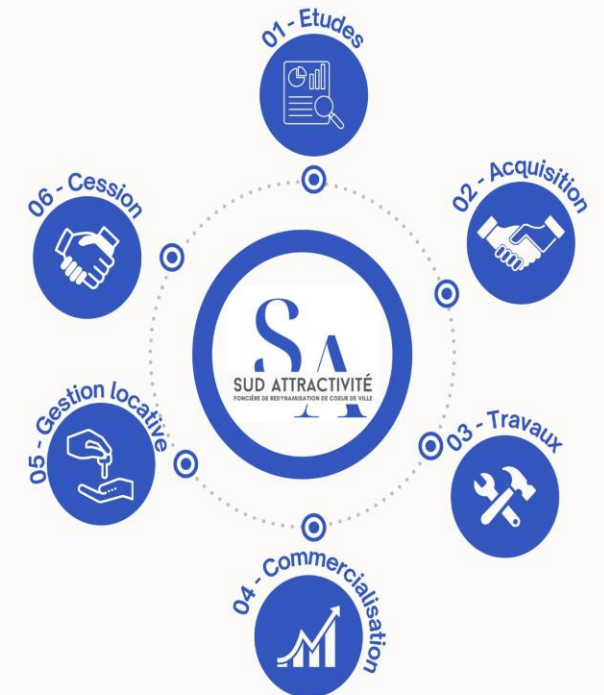 01 - Etudes
02 - Acquisition
03 - Travaux
04 - Commercialisation
05 - Gestion locative
06 - Cession
SA
SUD ATTRACTIVITÉ
FONCIÈRE DE REDYNAMISATION DE COEUR DE VILLE